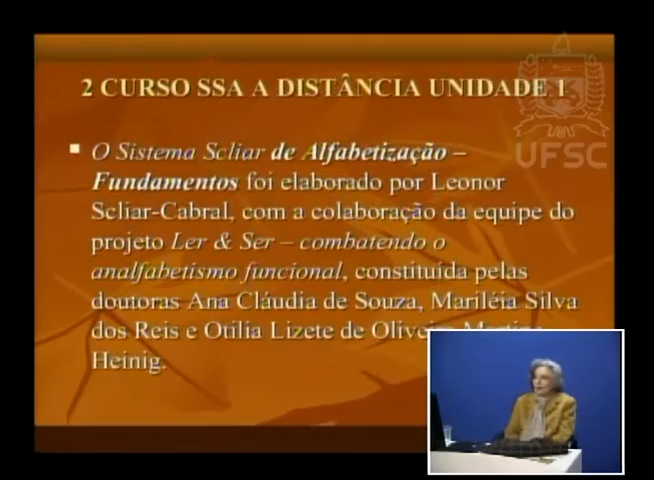 2 CURSO SSA A DISTÂNCIA UNIDADE 1
UFSC
O Sistema Scliar de Alfabetização –
Fundamentos foi elaborado por Leonor
Scliar-Cabral, com a colaboração da equipe do
projeto Ler & Ser – combatendo o
analfabetismo funcional, constituída pelas
doutoras Ana Cláudia de Souza, Mariléia Silva
dos Reis e Otília Lizete de Oliveira Martins
Heinig.